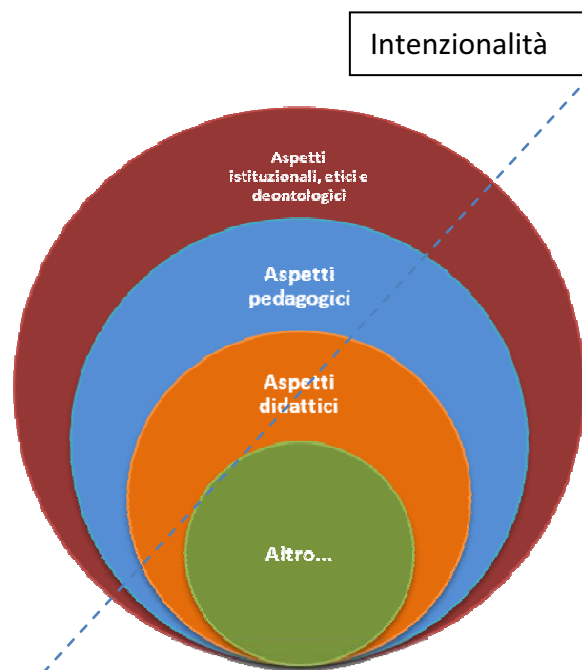 Intenzionalità
Aspetti
istituzionali, etici e
deontologici
Aspetti
pedagogici
Aspetti
didattici
Altro...